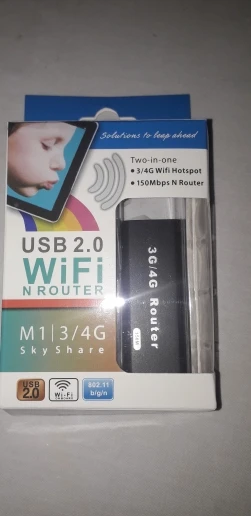 Solutions to leap ahead
Two-in-one
• 3/4G Wifi Hotspot
• 150Mbps N Router
USB 2.0
WiFi
N ROUTER
M1|3/4G
Sky Share
3G/4G Router
USB
2.0
Wi-Fi
802.11
b/g/n